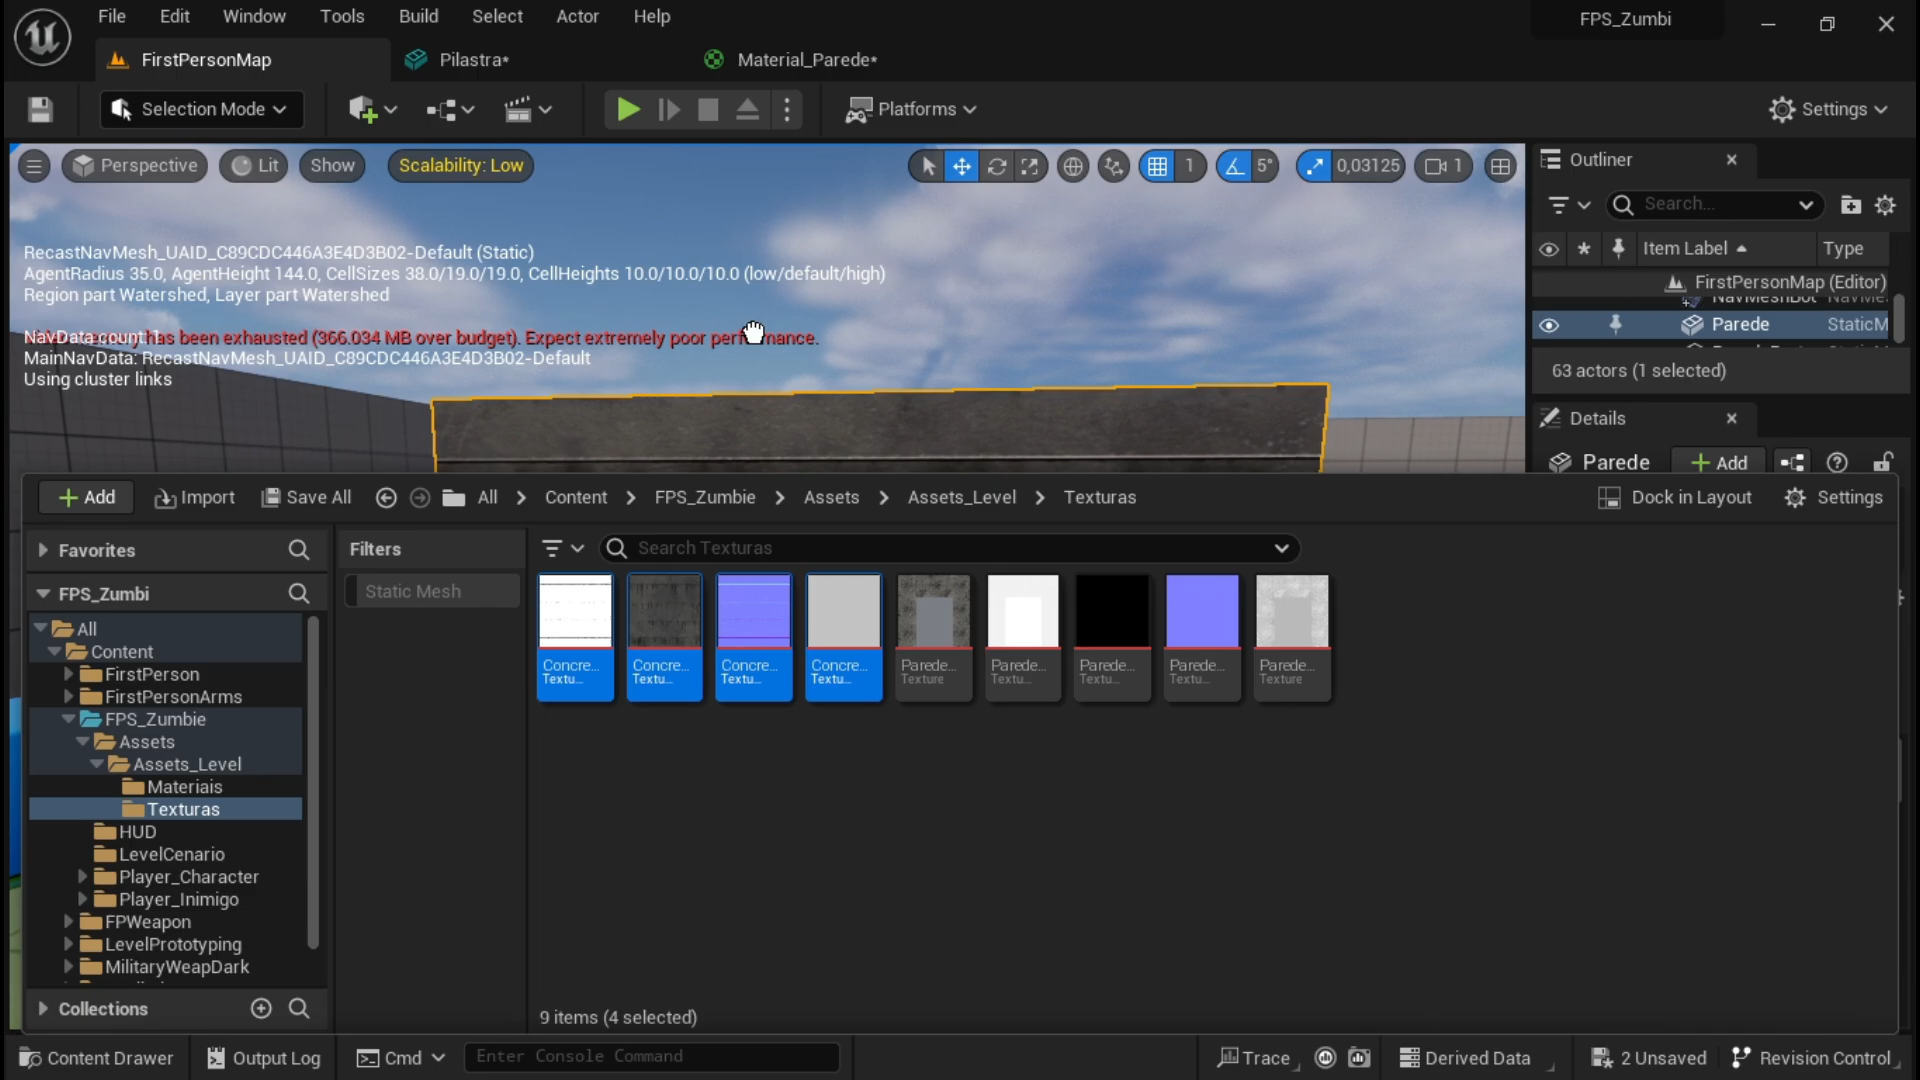 File Edit Window Tools Build Select Actor Help
FPS_Zumbi
FirstPersonMap
Pilastra*
Material_Parede*
Selection Mode
Platforms
Settings
Perspective
Lit
Show
Scalability: Low
1
5°
0,03125
1
Outliner
Search...
Item Label
Type
FirstPersonMap (Editor)
Parede StaticM
63 actors (1 selected)
Details
Parede
Add
RecastNavMesh_UAID_C89CDC446A3E4D3B02-Default (Static)
AgentRadius 35.0, AgentHeight 144.0, CellSizes 38.0/19.0/19.0, CellHeights 10.0/10.0/10.0 (low/default/high)
Region part Watershed, Layer part Watershed
NavData count: 1
has been exhausted (366.034 MB over budget). Expect extremely poor performance.
MainNavData: RecastNavMesh_UAID_C89CDC446A3E4D3B02-Default
Using cluster links
Add
Import
Save All
All
Content
FPS_Zumbie
Assets
Assets_Level
Texturas
Dock in Layout
Settings
Favorites
Filters
Search Texturas
FPS_Zumbi
Static Mesh
All
Content
FirstPerson
FirstPersonArms
FPS_Zumbie
Assets
Assets_Level
Materiais
Texturas
HUD
LevelCenario
Player_Character
Player_Inimigo
FPWeapon
LevelPrototyping
MilitaryWeapDark
Collections
Concre... Concre... Concre... Concre... Parede... Parede... Parede... Parede... Parede...
Textu... Textu... Textu... Textu... Texture Textu... Textu... Textu... Texture
9 items (4 selected)
Content Drawer
Output Log
Cmd
Enter Console Command
Trace
Derived Data
2 Unsaved
Revision Control